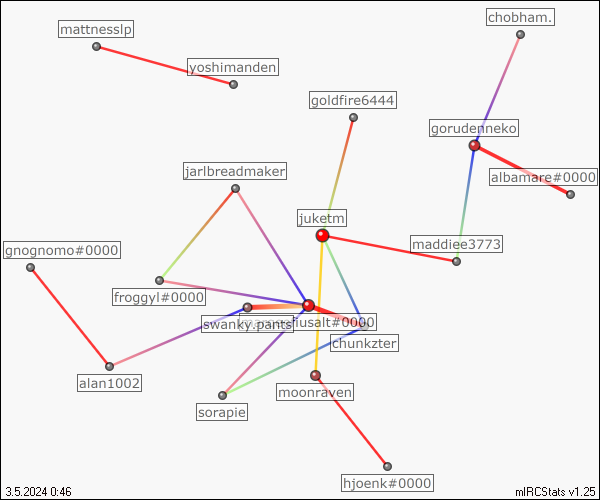 chobham.
mattnesslp
yoshimanden
goldfire6444
gorudenneko
jarlbreadmaker
albamare#0000
juketm
maddiee3773
gnognomo#0000
froggyl#0000
swanky.pants
iusalt#0000
chunkzter
alan1002
moonraven
sorapie
hjoenk#0000
3.5.2024 0:46
mIRCStats v1.25